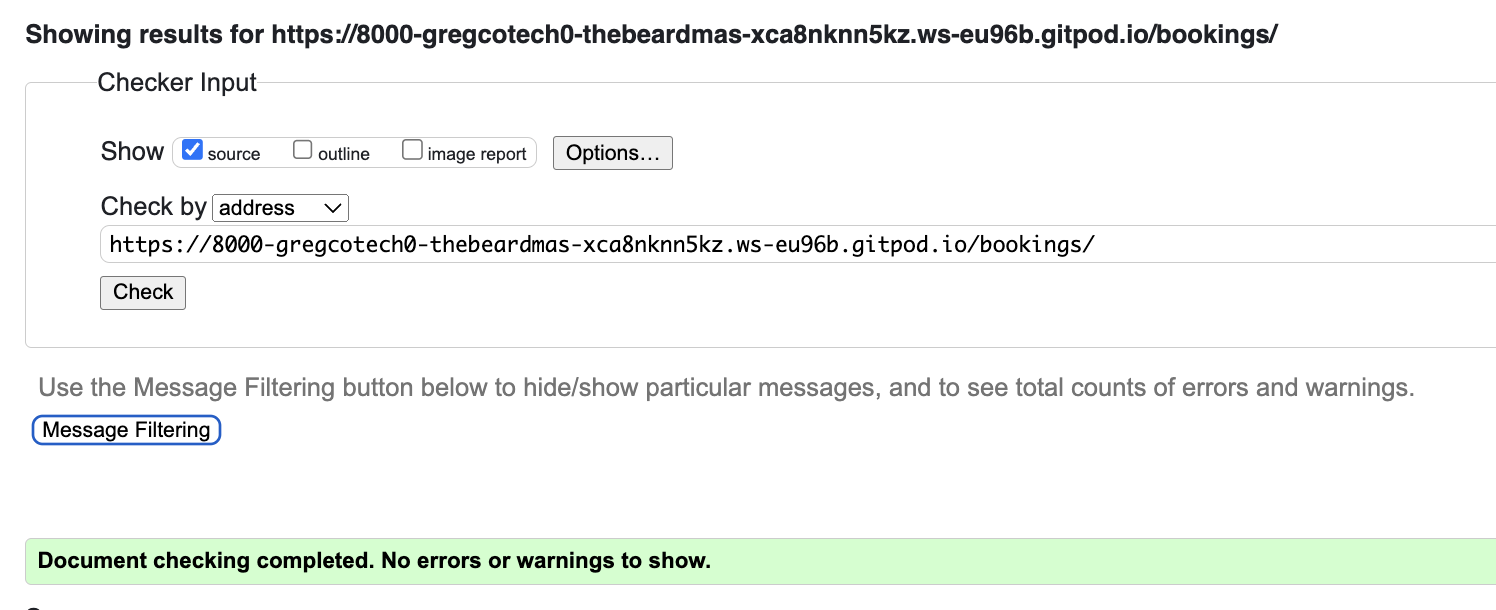 Showing results for https://8000-gregcotech0-thebeardmas-xca8nknn5kz.ws-eu96b.gitpod.io/bookings/
Checker Input
Show source outline image report Options...
Check by address
https://8000-gregcotech0-thebeardmas-xca8nknn5kz.ws-eu96b.gitpod.io/bookings/
Check
Use the Message Filtering button below to hide/show particular messages, and to see total counts of errors and warnings.
Message Filtering
Document checking completed. No errors or warnings to show.